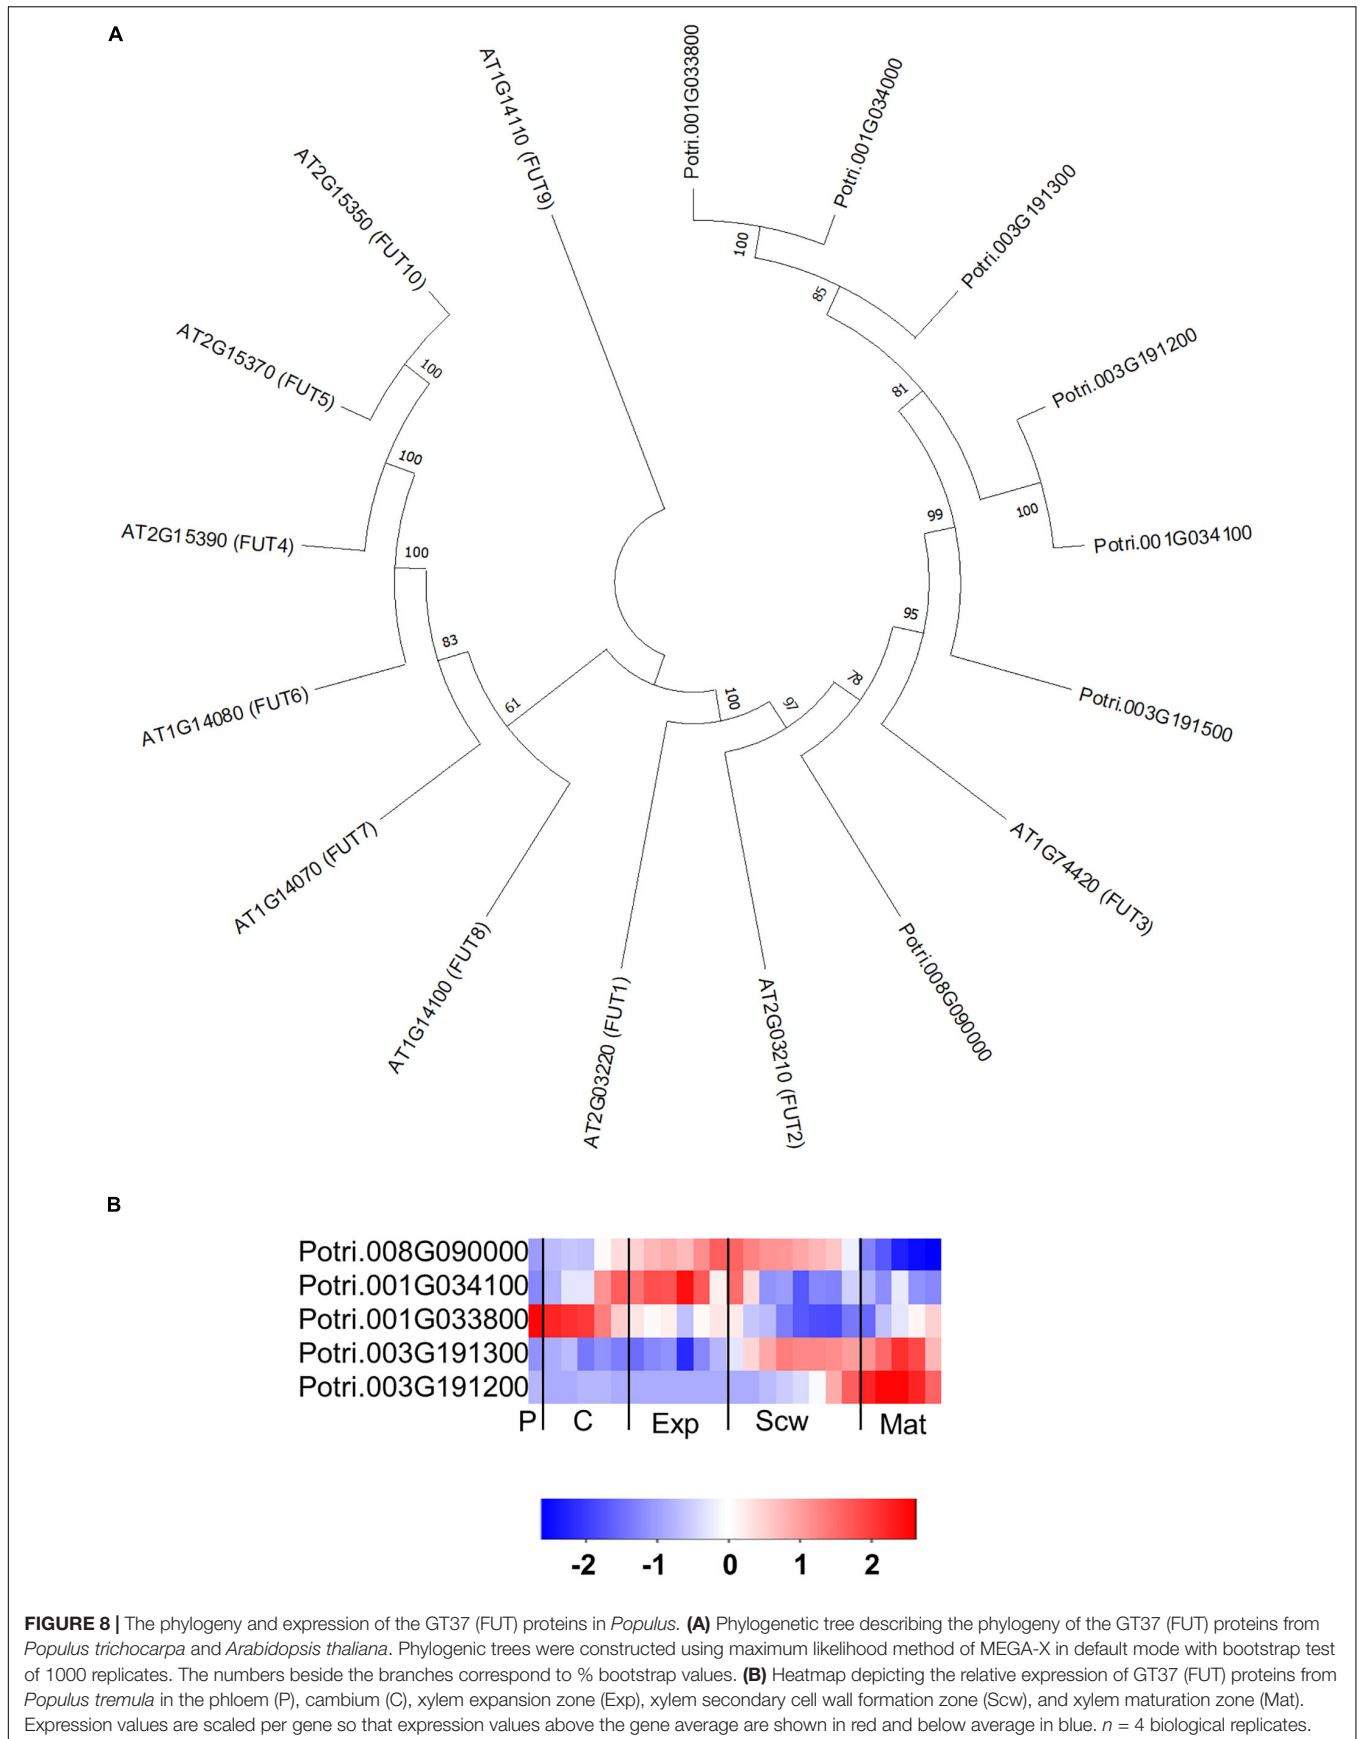 A
AT1G14110 (FUT9)
Potri.001G033800
Potri.001G034000
Potri.003G191300
Potri.003G191200
Potri.001G034100
Potri.003G191500
AT1G74420 (FUT3)
Potri.008G090000
AT2G03210 (FUT2)
AT2G03220 (FUT1)
AT1G14100 (FUT8)
AT1G14070 (FUT7)
AT1G14080 (FUT6)
AT2G15390 (FUT4)
AT2G15370 (FUT5)
AT2G15350 (FUT10)
100
85
81
100
99
95
78
97
100
61
83
100
100
100
B
Potri.008G090000
Potri.001G034100
Potri.001G033800
Potri.003G191300
Potri.003G191200
P C Exp Scw Mat
-2 -1 0 1 2
FIGURE 8 | The phylogeny and expression of the GT37 (FUT) proteins in Populus. (A) Phylogenetic tree describing the phylogeny of the GT37 (FUT) proteins from
Populus trichocarpa and Arabidopsis thaliana. Phylogenic trees were constructed using maximum likelihood method of MEGA-X in default mode with bootstrap test
of 1000 replicates. The numbers beside the branches correspond to % bootstrap values. (B) Heatmap depicting the relative expression of GT37 (FUT) proteins from
Populus tremula in the phloem (P), cambium (C), xylem expansion zone (Exp), xylem secondary cell wall formation zone (Scw), and xylem maturation zone (Mat).
Expression values are scaled per gene so that expression values above the gene average are shown in red and below average in blue. n = 4 biological replicates.